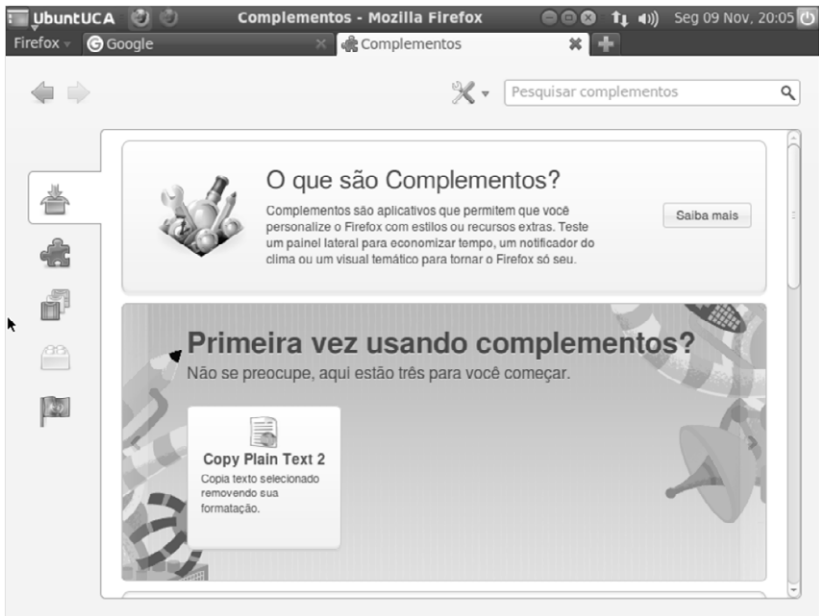 UbuntUCA Complementos - Mozilla Firefox Seg 09 Nov, 20:05
Firefox Google Complementos
Pesquisar complementos
O que são Complementos?
Complementos são aplicativos que permitem que você
personalize o Firefox com estilos ou recursos extras. Teste
um painel lateral para economizar tempo, um notificador do
clima ou um visual temático para tornar o Firefox só seu.
Saiba mais
Primeira vez usando complementos?
Não se preocupe, aqui estão três para você começar.
Copy Plain Text 2
Copia texto selecionado
removendo sua
formatação.